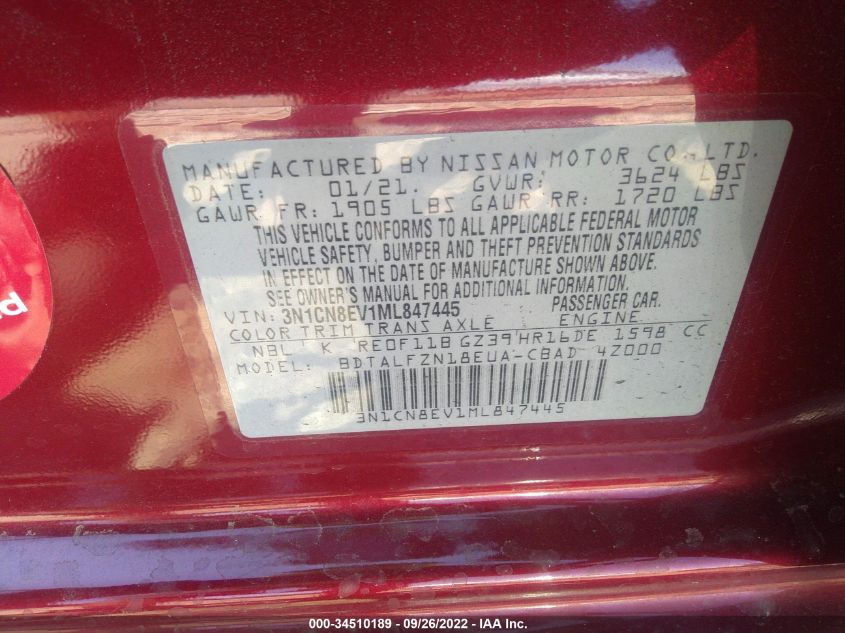 MANUFACTURED BY NISSAN MOTOR CO.,LTD.
DATE: 01/21. GVWR: 3624 LBS
GAWR FR: 1905 LBS GAWR RR: 1720 LBS
THIS VEHICLE CONFORMS TO ALL APPLICABLE FEDERAL MOTOR
VEHICLE SAFETY, BUMPER AND THEFT PREVENTION STANDARDS
IN EFFECT ON THE DATE OF MANUFACTURE SHOWN ABOVE.
SEE OWNER'S MANUAL FOR ADDITIONAL INFORMATION.
VIN: 3N1CN8EV1ML847445 PASSENGER CAR.
COLOR TRIM TRANS AXLE ENGINE
NBL K RE0F11B GZ39 HR16DE 1598 CC
MODEL: BDTALFZN18EUA-CBAD 4Z000
3N1CN8EV1ML847445
000-34510189 - 09/26/2022 - IAA Inc.